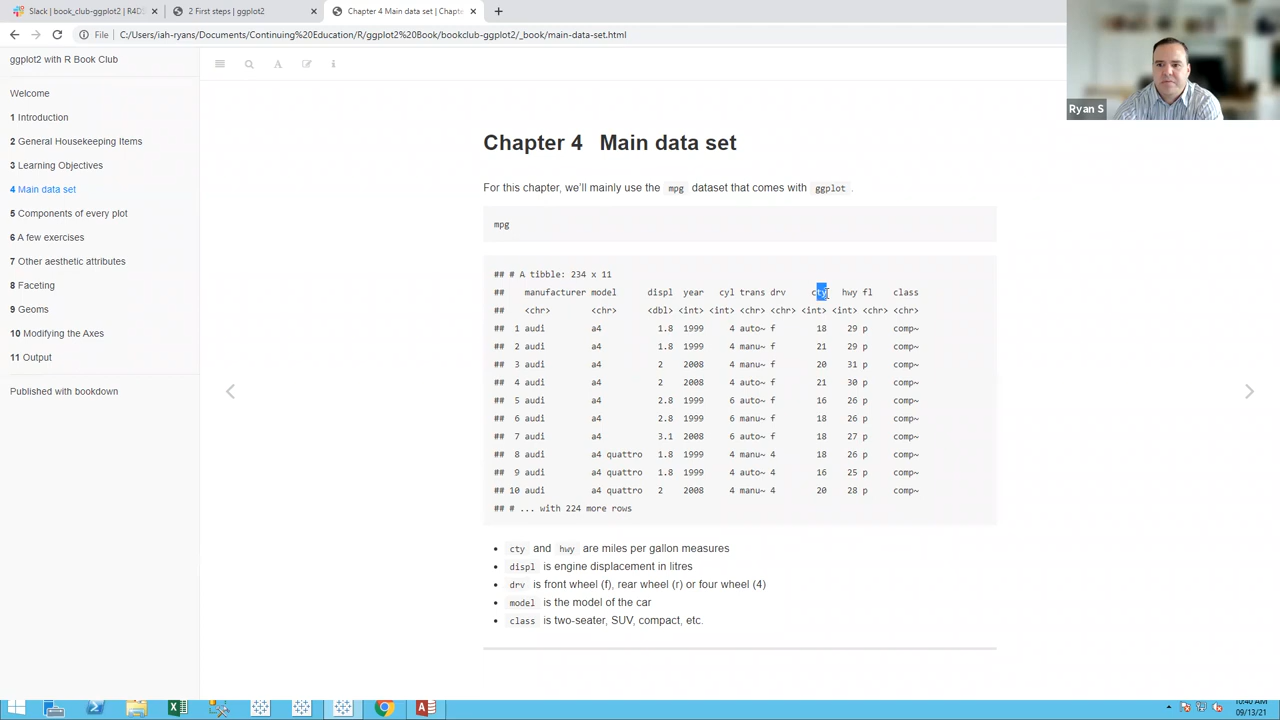 Slack | book_club-ggplot2 | R4DS
2 First steps | ggplot2
Chapter 4 Main data set | Chapte
File
C:/Users/iah-ryans/Documents/Continuing%20Education/R/ggplot2%20Book/bookclub-ggplot2/_book/main-data-set.html
Ryan S
ggplot2 with R Book Club
Welcome
1 Introduction
2 General Housekeeping Items
3 Learning Objectives
4 Main data set
5 Components of every plot
6 A few exercises
7 Other aesthetic attributes
8 Faceting
9 Geoms
10 Modifying the Axes
11 Output
Published with bookdown
Chapter 4 Main data set
For this chapter, we'll mainly use the mpg dataset that comes with ggplot .
mpg
## # A tibble: 234 x 11
## manufacturer model displ year cyl trans drv cty hwy fl class
## <chr> <chr> <dbl> <int> <int> <chr> <chr> <int> <int> <chr> <chr>
## 1 audi a4 1.8 1999 4 auto~ f 18 29 p comp~
## 2 audi a4 1.8 1999 4 manu~ f 21 29 p comp~
## 3 audi a4 2 2008 4 manu~ f 20 31 p comp~
## 4 audi a4 2 2008 4 auto~ f 21 30 p comp~
## 5 audi a4 2.8 1999 6 auto~ f 16 26 p comp~
## 6 audi a4 2.8 1999 6 manu~ f 18 26 p comp~
## 7 audi a4 3.1 2008 6 auto~ f 18 27 p comp~
## 8 audi a4 quattro 1.8 1999 4 manu~ 4 18 26 p comp~
## 9 audi a4 quattro 1.8 1999 4 auto~ 4 16 25 p comp~
## 10 audi a4 quattro 2 2008 4 manu~ 4 20 28 p comp~
## # ... with 224 more rows
• cty and hwy are miles per gallon measures
• displ is engine displacement in litres
• drv is front wheel (f), rear wheel (r) or four wheel (4)
• model is the model of the car
• class is two-seater, SUV, compact, etc.
10:40 AM
09/13/21